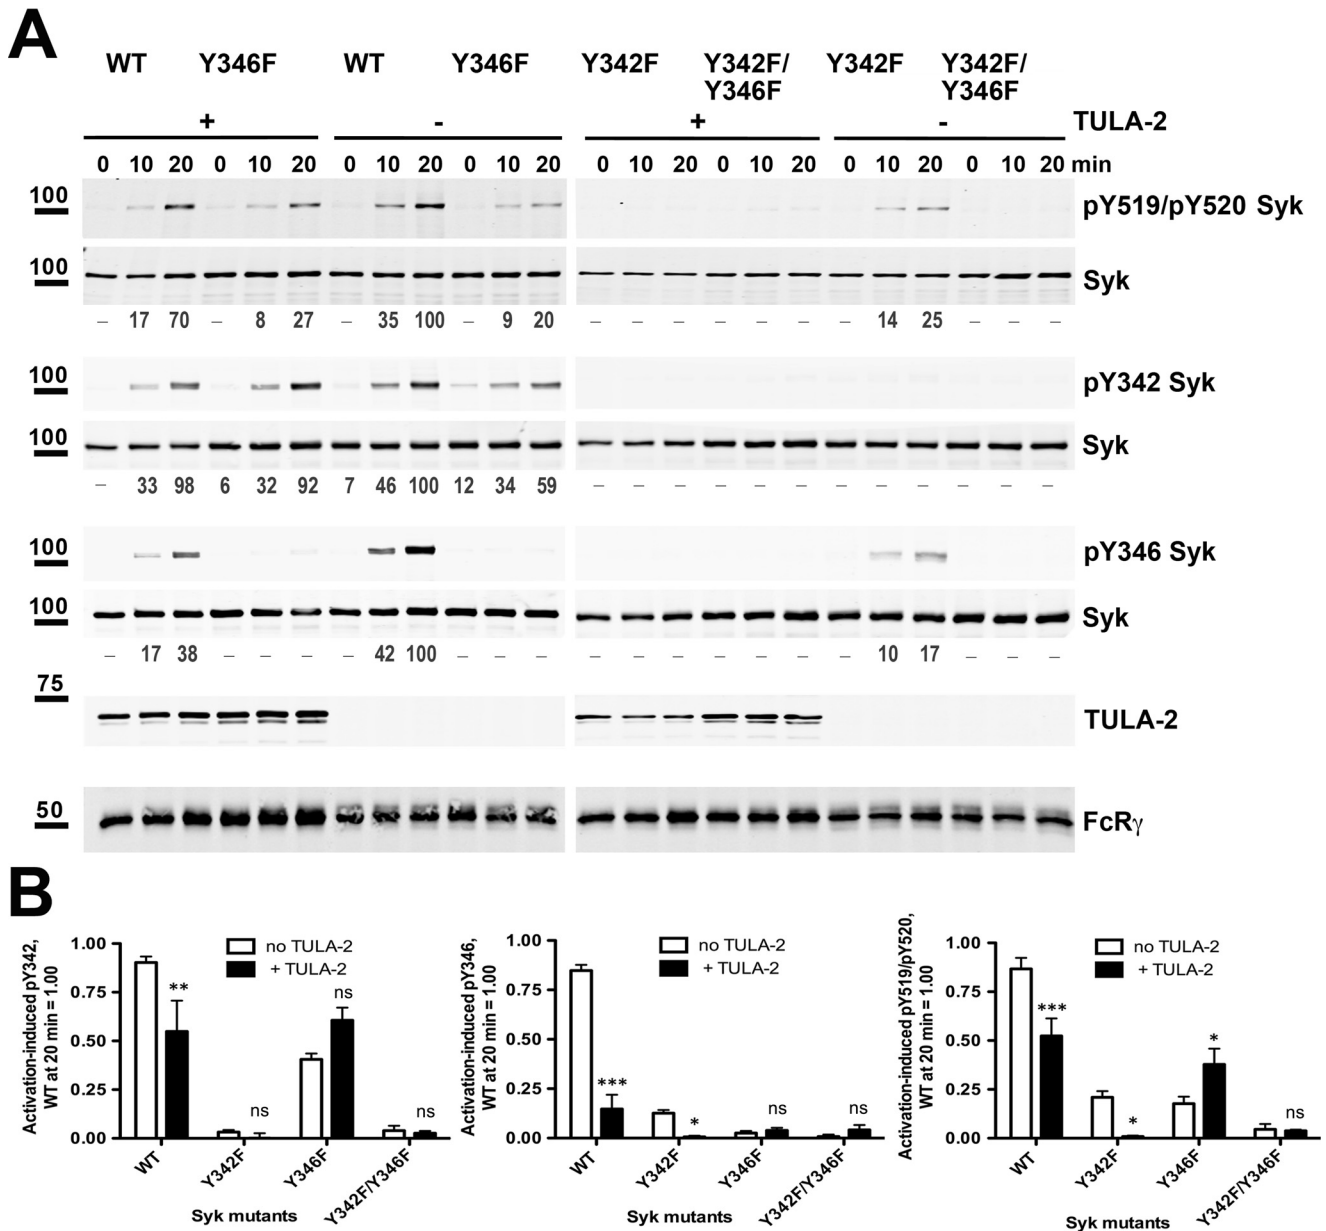 A
WT Y346F WT Y346F Y342F Y342F/ Y342F Y342F/
Y346F Y346F
+ - + - TULA-2
0 10 20 0 10 20 0 10 20 0 10 20 0 10 20 0 10 20 0 10 20 0 10 20 min
100 pY519/pY520 Syk
100 Syk
– 17 70 – 8 27 – 35 100 – 9 20 – – – – – – – 14 25 – – –
100 pY342 Syk
100 Syk
– 33 98 6 32 92 7 46 100 12 34 59 – – – – – – – – – – – –
100 pY346 Syk
100 Syk
– 17 38 – – – – 42 100 – – – – – – – – – – 10 17 – – –
75 TULA-2
50 FcRγ
B
Activation-induced pY342,
WT at 20 min = 1.00
1.00
0.75
0.50
0.25
0.00
no TULA-2
+ TULA-2
**
ns
ns
ns
WT
Y342F
Y346F
Y342F/Y346F
Syk mutants
Activation-induced pY346,
WT at 20 min = 1.00
1.00
0.75
0.50
0.25
0.00
no TULA-2
+ TULA-2
***
*
ns
ns
WT
Y342F
Y346F
Y342F/Y346F
Syk mutants
Activation-induced pY519/pY520,
WT at 20 min = 1.00
1.00
0.75
0.50
0.25
0.00
no TULA-2
+ TULA-2
***
*
*
ns
WT
Y342F
Y346F
Y342F/Y346F
Syk mutants